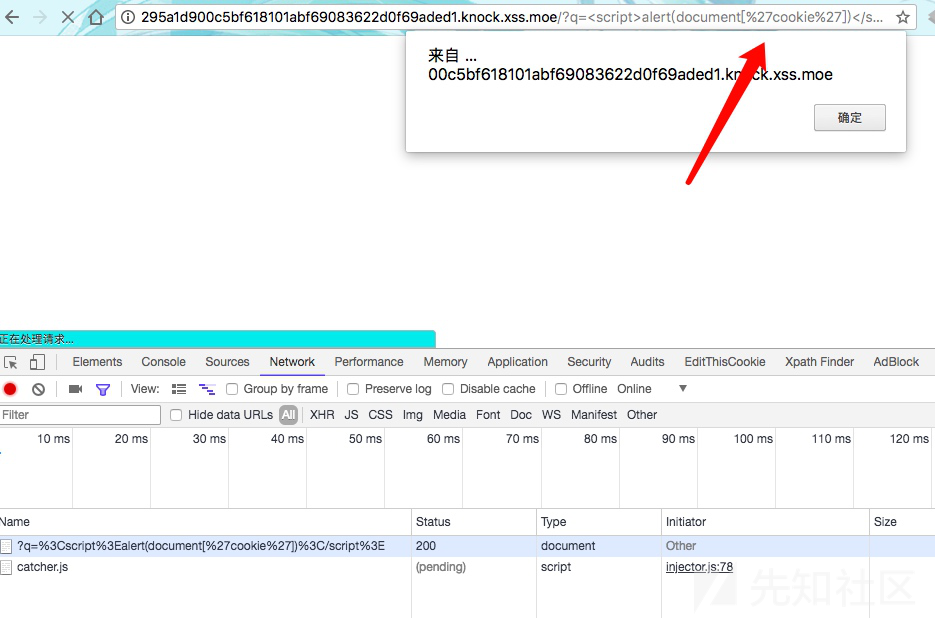 295a1d900c5bf618101abf69083622d0f69aded1.knock.xss.moe/?q=<script>alert(document[%27cookie%27])</s...
来自 ...
00c5bf618101abf69083622d0f69aded1.knock.xss.moe
确定
正在处理请求...
Elements Console Sources Network Performance Memory Application Security Audits EditThisCookie Xpath Finder AdBlock
View: Group by frame Preserve log Disable cache Offline Online
Filter Hide data URLs All XHR JS CSS Img Media Font Doc WS Manifest Other
10 ms 20 ms 30 ms 40 ms 50 ms 60 ms 70 ms 80 ms 90 ms 100 ms 110 ms 120 ms
Name Status Type Initiator Size
?q=%3Cscript%3Ealert(document[%27cookie%27])%3C/script%3E 200 document Other
catcher.js (pending) script injector.js:78
先知社区